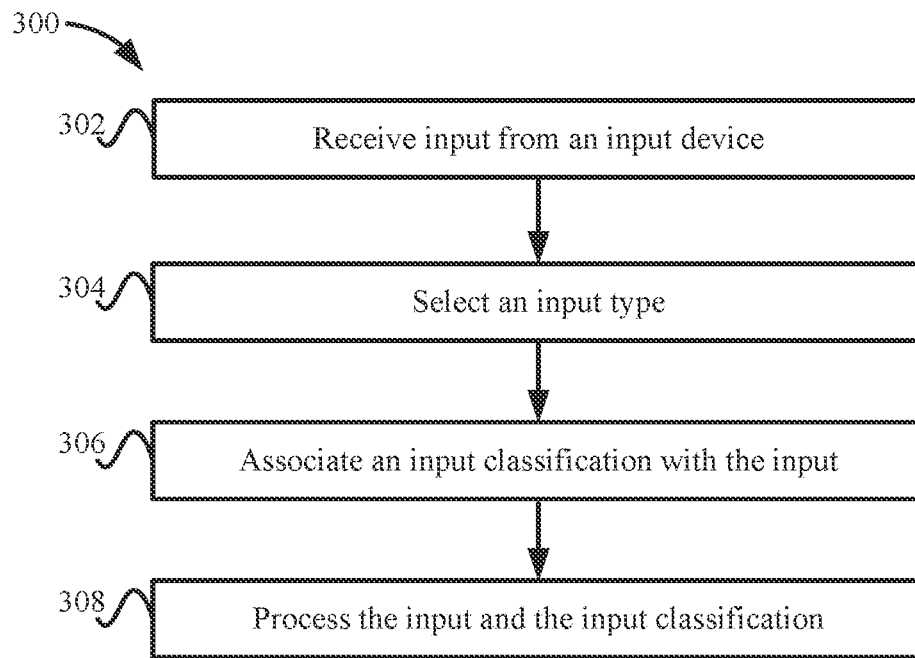 300
302
Receive input from an input device
304
Select an input type
306
Associate an input classification with the input
308
Process the input and the input classification